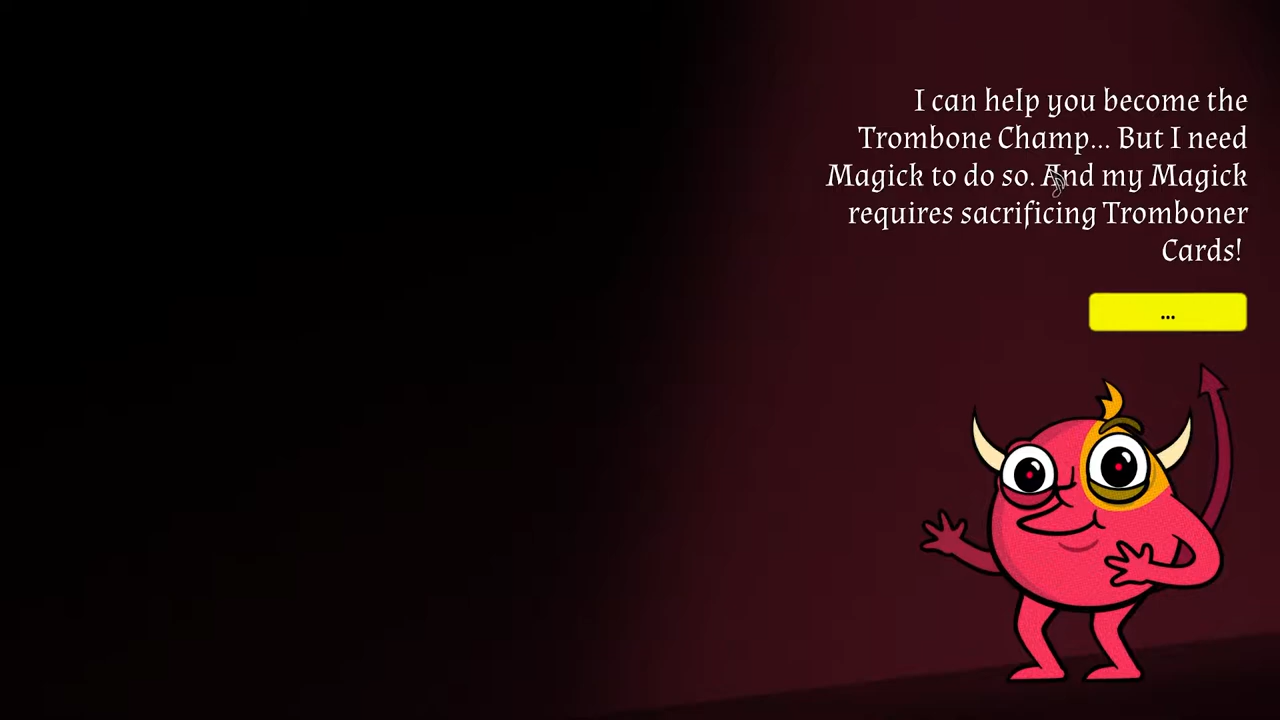 I can help you become the
Trombone Champ... But I need
Magick to do so. And my Magick
requires sacrificing Tromboner
Cards!
...